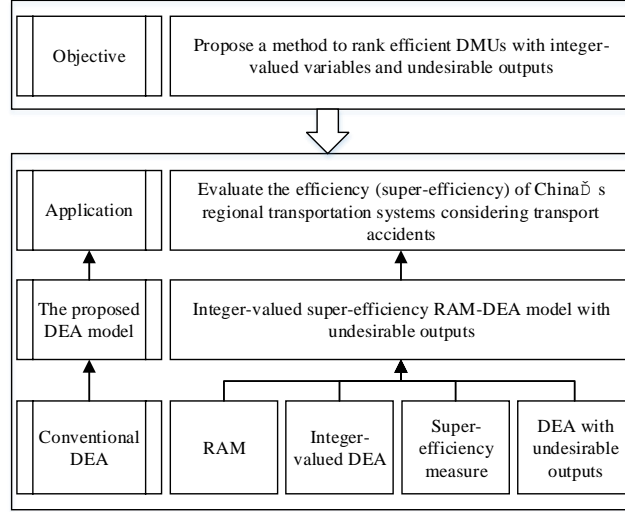 Objective
Propose a method to rank efficient DMUs with integer-
valued variables and undesirable outputs
Application
Evaluate the efficiency (super-efficiency) of ChinaĎ s
regional transportation systems considering transport
accidents
The proposed
DEA model
Integer-valued super-efficiency RAM-DEA model with
undesirable outputs
Conventional
DEA
RAM
Integer-
valued DEA
Super-
efficiency
measure
DEA with
undesirable
outputs